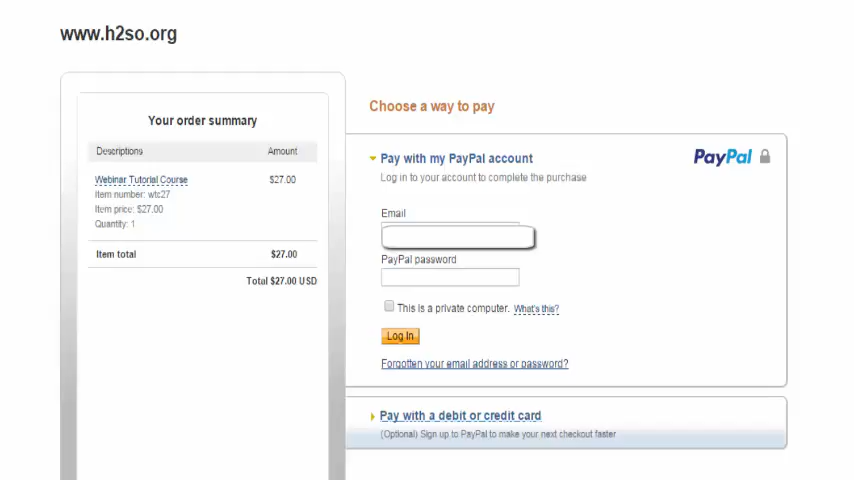 www.h2so.org
Your order summary
Descriptions Amount
Webinar Tutorial Course $27.00
Item number: wtc27
Item price: $27.00
Quantity: 1
Item total $27.00
Total $27.00 USD
Choose a way to pay
Pay with my PayPal account
PayPal
Log in to your account to complete the purchase
Email
PayPal password
This is a private computer. What's this?
Log In
Forgotten your email address or password?
Pay with a debit or credit card
(Optional) Sign up to PayPal to make your next checkout faster